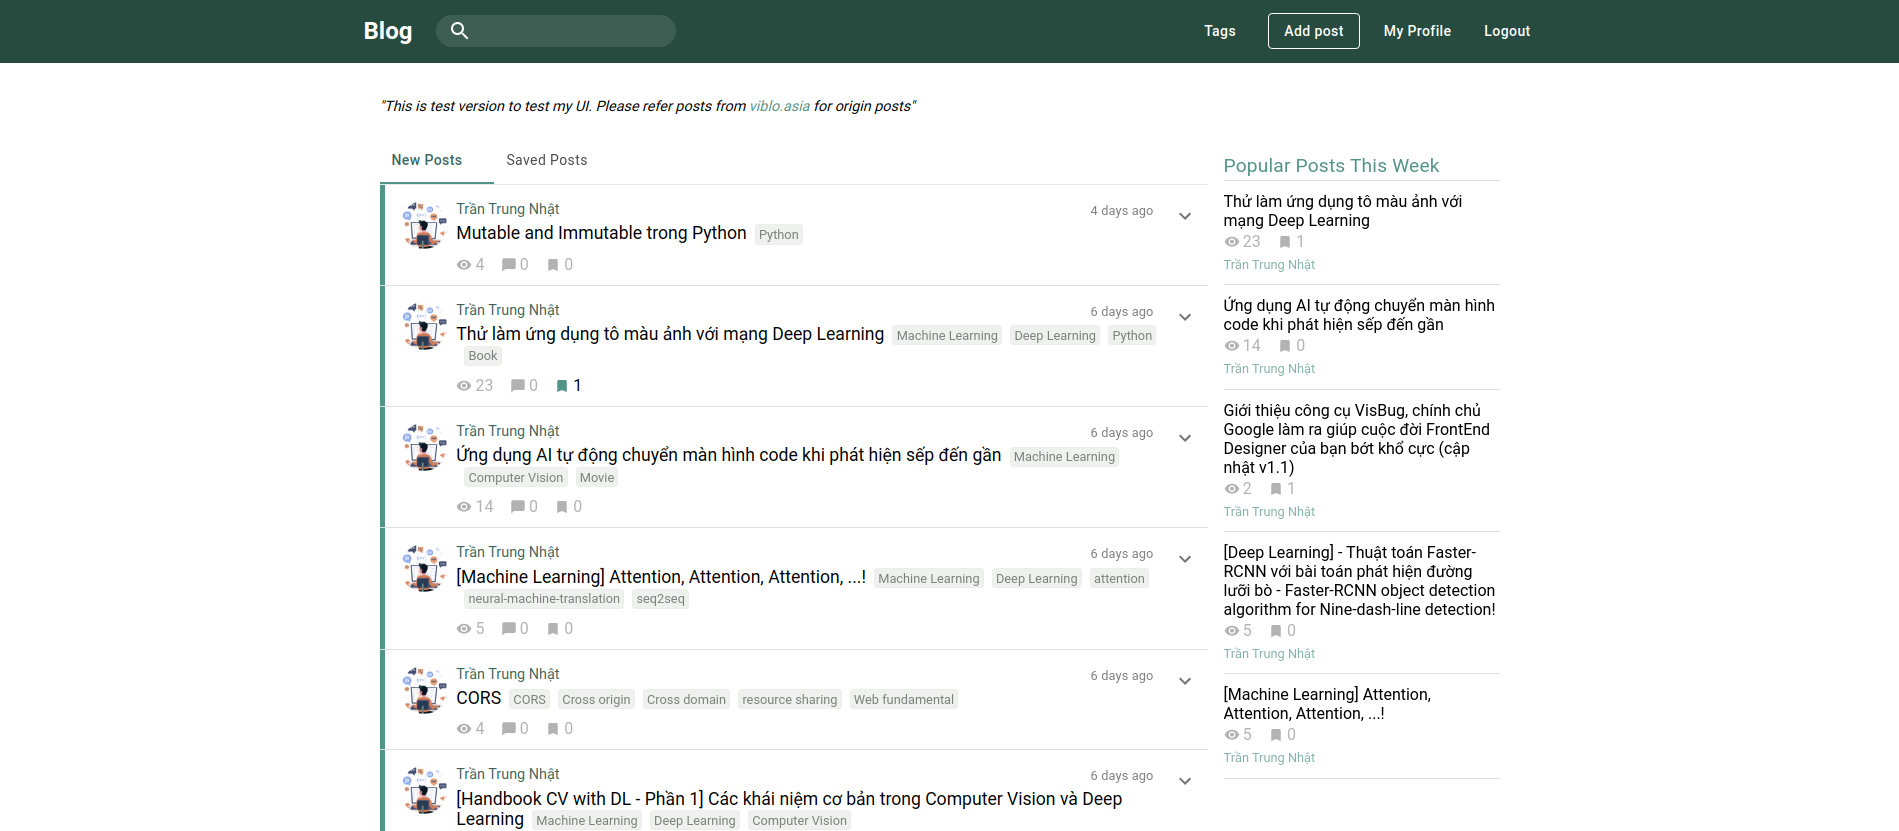 Blog
Tags
Add post
My Profile
Logout
"This is test version to test my UI. Please refer posts from viblo.asia for origin posts"
New Posts
Saved Posts
Trần Trung Nhật
4 days ago
Mutable and Immutable trong Python Python
4 0 0
Trần Trung Nhật
6 days ago
Thử làm ứng dụng tô màu ảnh với mạng Deep Learning Machine Learning Deep Learning Python
Book
23 0 1
Trần Trung Nhật
6 days ago
Ứng dụng AI tự động chuyển màn hình code khi phát hiện sếp đến gần Machine Learning
Computer Vision Movie
14 0 0
Trần Trung Nhật
6 days ago
[Machine Learning] Attention, Attention, Attention, ...! Machine Learning Deep Learning attention
neural-machine-translation seq2seq
5 0 0
Trần Trung Nhật
6 days ago
CORS CORS Cross origin Cross domain resource sharing Web fundamental
4 0 0
Trần Trung Nhật
6 days ago
[Handbook CV with DL - Phần 1] Các khái niệm cơ bản trong Computer Vision và Deep
Learning Machine Learning Deep Learning Computer Vision
Popular Posts This Week
Thử làm ứng dụng tô màu ảnh với
mạng Deep Learning
23 1
Trần Trung Nhật
Ứng dụng AI tự động chuyển màn hình
code khi phát hiện sếp đến gần
14 0
Trần Trung Nhật
Giới thiệu công cụ VisBug, chính chủ
Google làm ra giúp cuộc đời FrontEnd
Designer của bạn bớt khổ cực (cập
nhật v1.1)
2 1
Trần Trung Nhật
[Deep Learning] - Thuật toán Faster-
RCNN với bài toán phát hiện đường
lưỡi bò - Faster-RCNN object detection
algorithm for Nine-dash-line detection!
5 0
Trần Trung Nhật
[Machine Learning] Attention,
Attention, Attention, ...!
5 0
Trần Trung Nhật